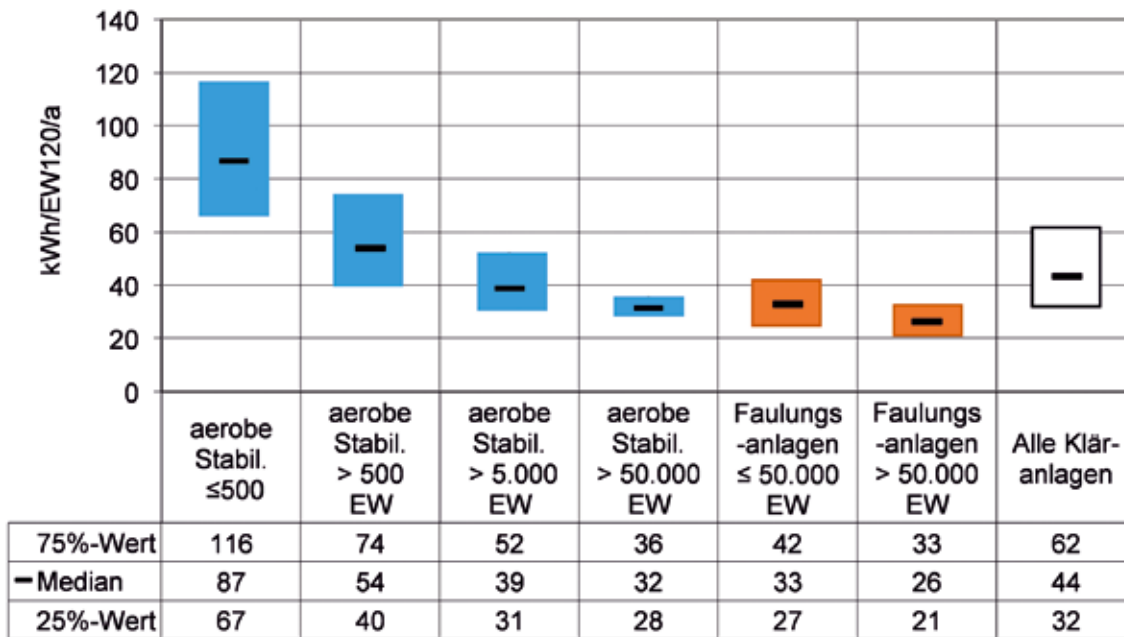 140
120
100
80
60
40
20
0
kWh/EW120/a
aerobe
Stabil.
≤500
aerobe
Stabil.
> 500
EW
aerobe
Stabil.
> 5.000
EW
aerobe
Stabil.
> 50.000
EW
Faulungs
-anlagen
≤ 50.000
EW
Faulungs
-anlagen
> 50.000
EW
Alle Klär-
anlagen
75%-Wert 116 74 52 36 42 33 62
Median 87 54 39 32 33 26 44
25%-Wert 67 40 31 28 27 21 32